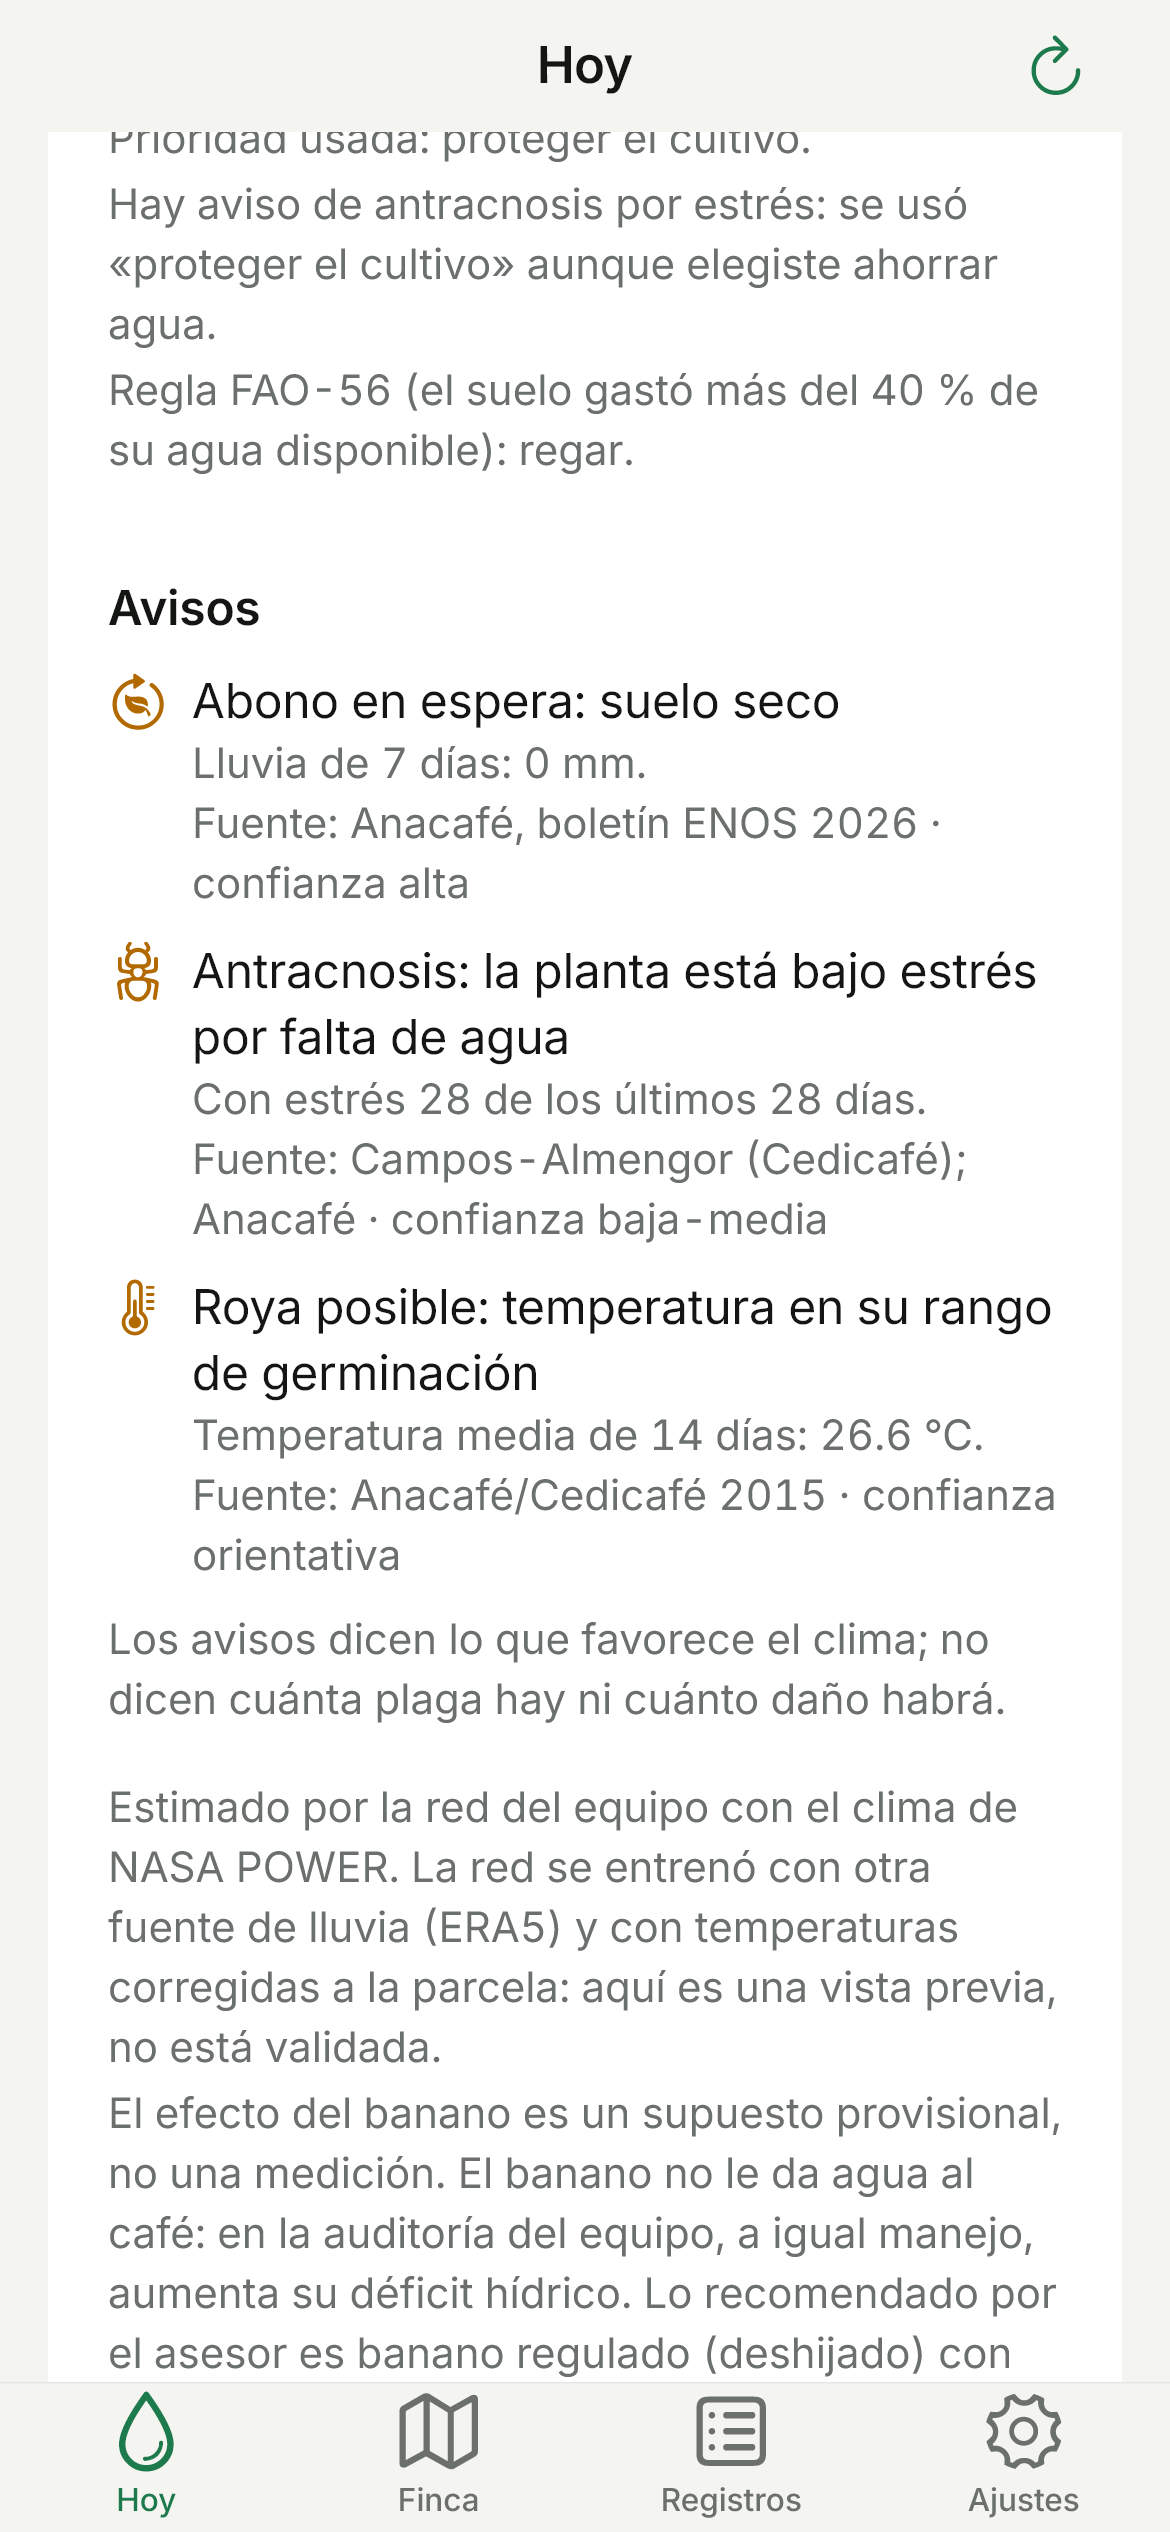 Hoy
Prioridad usada: proteger el cultivo.
Hay aviso de antracnosis por estrés: se usó
«proteger el cultivo» aunque elegiste ahorrar
agua.
Regla FAO-56 (el suelo gastó más del 40 % de
su agua disponible): regar.
Avisos
Abono en espera: suelo seco
Lluvia de 7 días: 0 mm.
Fuente: Anacafé, boletín ENOS 2026 ·
confianza alta
Antracnosis: la planta está bajo estrés
por falta de agua
Con estrés 28 de los últimos 28 días.
Fuente: Campos-Almengor (Cedicafé);
Anacafé · confianza baja-media
Roya posible: temperatura en su rango
de germinación
Temperatura media de 14 días: 26.6 °C.
Fuente: Anacafé/Cedicafé 2015 · confianza
orientativa
Los avisos dicen lo que favorece el clima; no
dicen cuánta plaga hay ni cuánto daño habrá.
Estimado por la red del equipo con el clima de
NASA POWER. La red se entrenó con otra
fuente de lluvia (ERA5) y con temperaturas
corregidas a la parcela: aquí es una vista previa,
no está validada.
El efecto del banano es un supuesto provisional,
no una medición. El banano no le da agua al
café: en la auditoría del equipo, a igual manejo,
aumenta su déficit hídrico. Lo recomendado por
el asesor es banano regulado (deshijado) con
Hoy
Finca
Registros
Ajustes